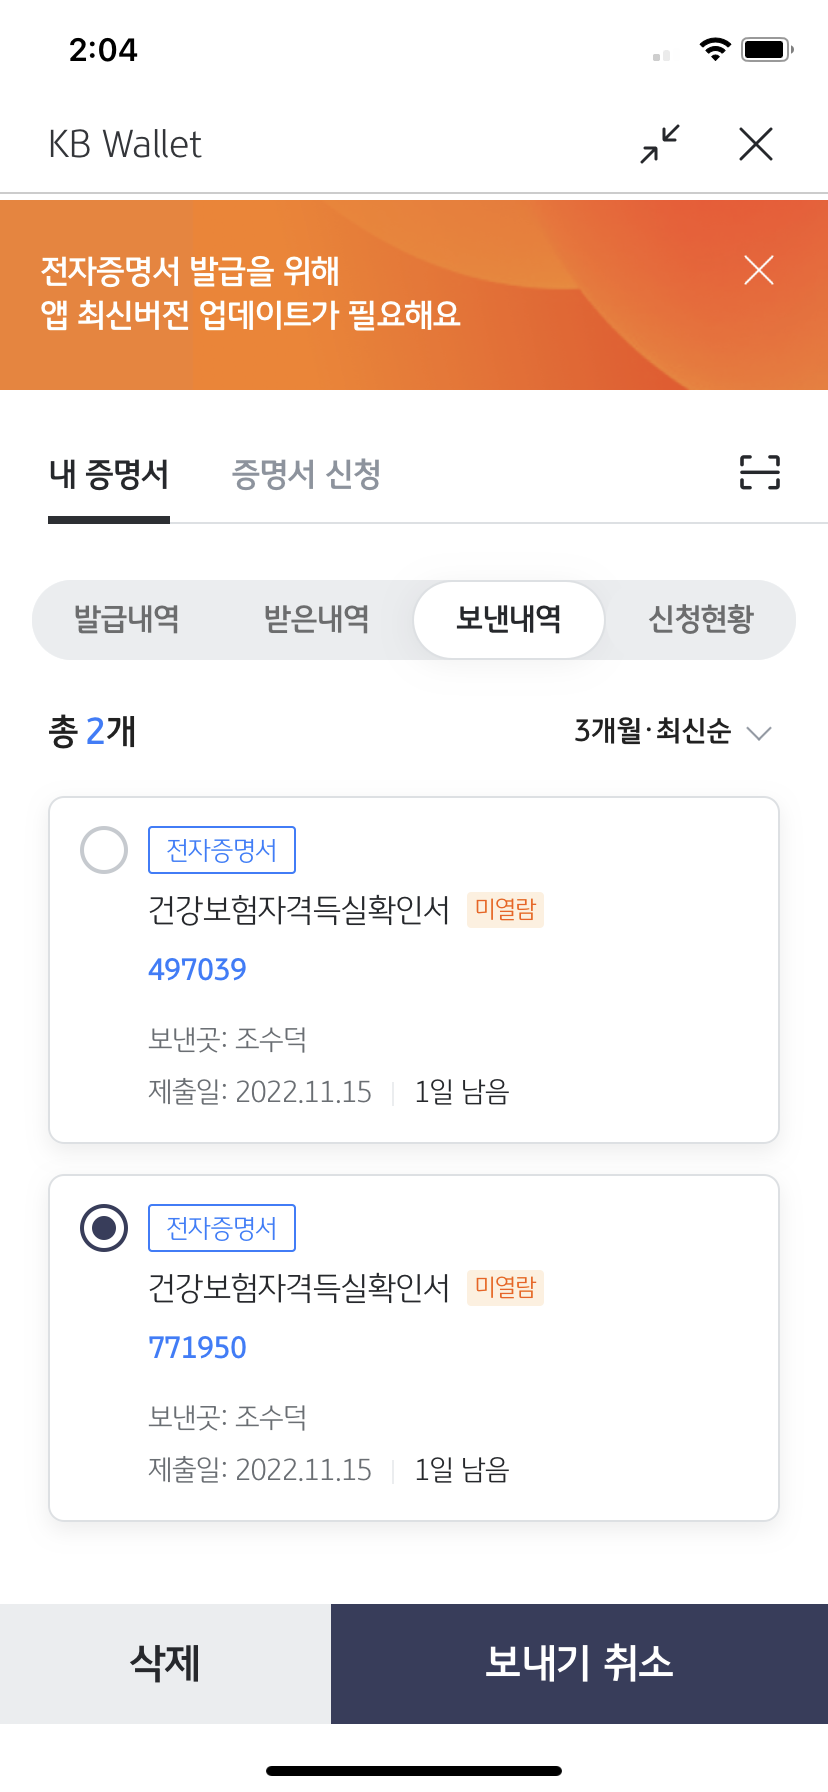 2:04
KB Wallet
전자증명서 발급을 위해
앱 최신버전 업데이트가 필요해요
내 증명서 증명서 신청
발급내역 받은내역 보낸내역 신청현황
총 2개 3개월·최신순
전자증명서
건강보험자격득실확인서 미열람
497039
보낸곳: 조수덕
제출일: 2022.11.15 1일 남음
전자증명서
건강보험자격득실확인서 미열람
771950
보낸곳: 조수덕
제출일: 2022.11.15 1일 남음
삭제 보내기 취소